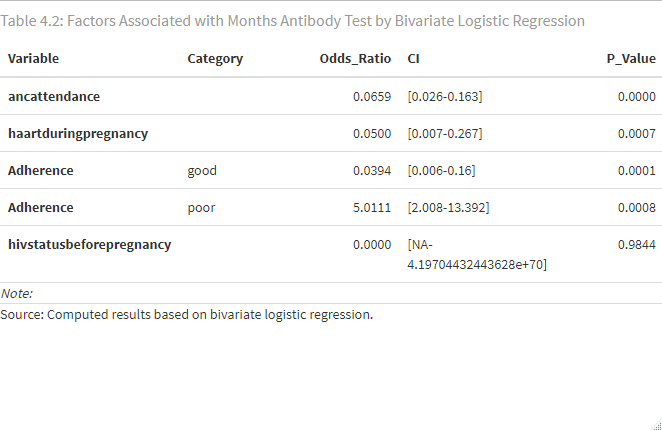 Table 4.2: Factors Associated with Months Antibody Test by Bivariate Logistic Regression
Variable Category Odds_Ratio CI P_Value
ancattendance 0.0659 [0.026-0.163] 0.0000
haartduringpregnancy 0.0500 [0.007-0.267] 0.0007
Adherence good 0.0394 [0.006-0.16] 0.0001
Adherence poor 5.0111 [2.008-13.392] 0.0008
hivstatusbeforepregnancy 0.0000 [NA- 0.9844
4.19704432443628e+70]
Note:
Source: Computed results based on bivariate logistic regression.